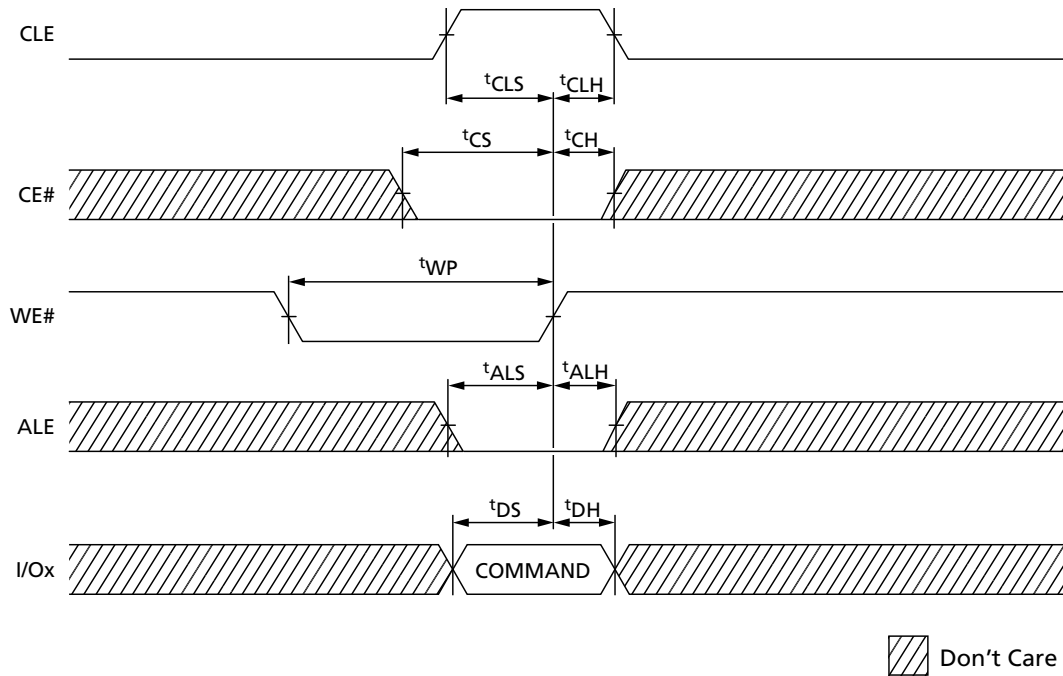 CLE
tCLS
tCLH
tCS
tCH
CE#
tWP
WE#
tALS
tALH
ALE
tDS
tDH
I/Ox
COMMAND
Don't Care